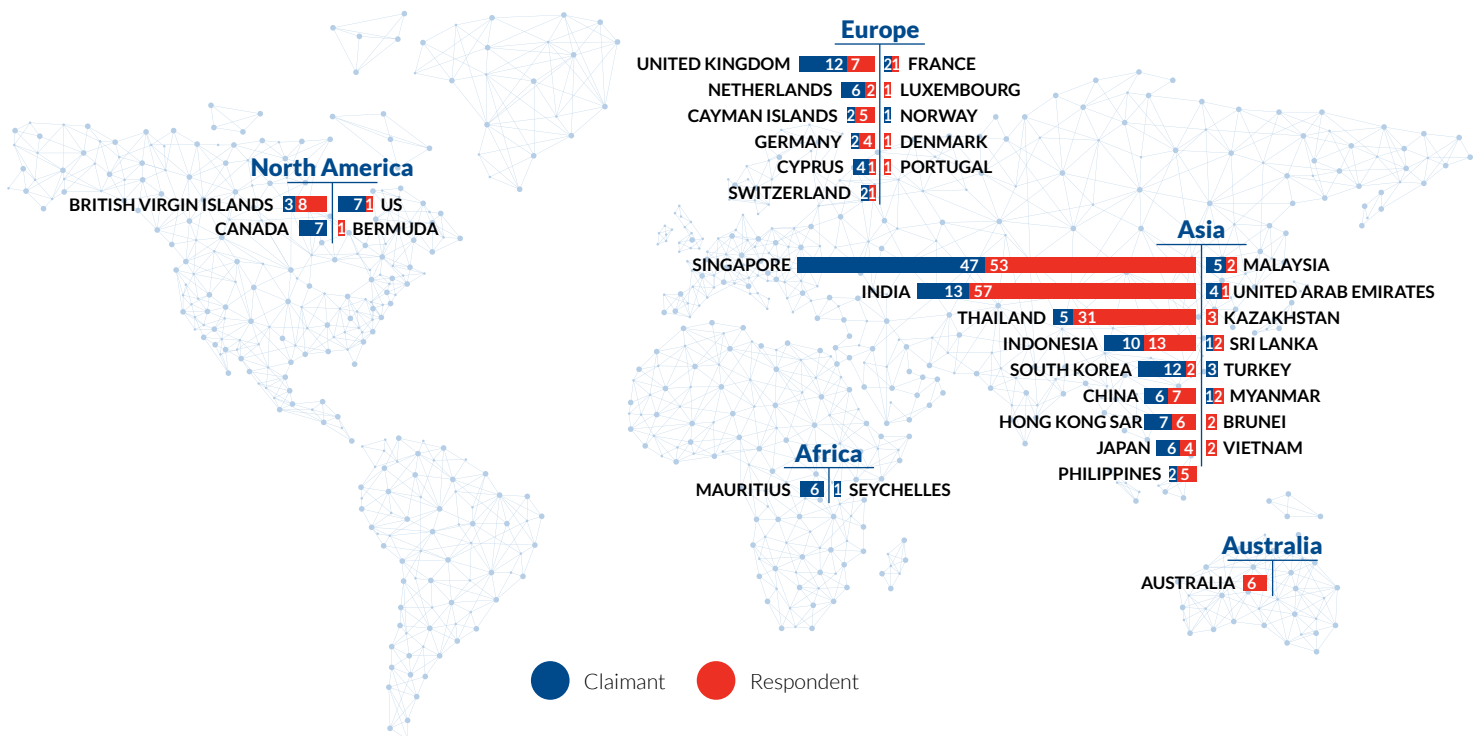 Europe
UNITED KINGDOM 12 7
2 1 FRANCE
NETHERLANDS 6 2
1 LUXEMBOURG
CAYMAN ISLANDS 2 5
1 NORWAY
GERMANY 2 4
1 DENMARK
CYPRUS 4 1
1 PORTUGAL
SWITZERLAND 2 1
North America
BRITISH VIRGIN ISLANDS 3 8
7 1 US
CANADA 7
1 BERMUDA
Asia
SINGAPORE 47 53
5 2 MALAYSIA
INDIA 13 57
4 1 UNITED ARAB EMIRATES
THAILAND 5 31
3 KAZAKHSTAN
INDONESIA 10 13
1 2 SRI LANKA
SOUTH KOREA 12 2
3 TURKEY
CHINA 6 7
1 2 MYANMAR
HONG KONG SAR 7 6
2 BRUNEI
JAPAN 6 4
2 VIETNAM
PHILIPPINES 2 5
Africa
MAURITIUS 6
1 SEYCHELLES
Australia
AUSTRALIA 6
Claimant
Respondent